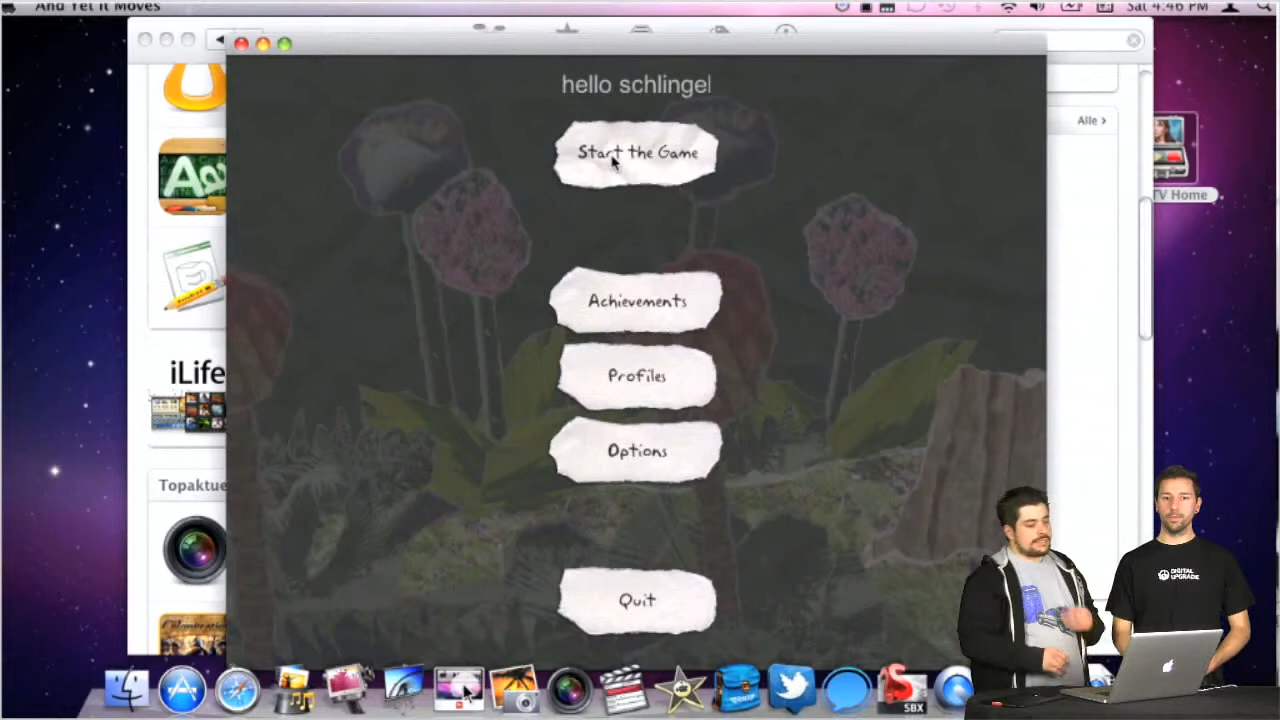 And Yet It Moves
Sat 4:46 PM
hello schlingel
Alle >
Start the Game
TV Home
Achievements
iLife
Profiles
Options
Topaktue
DIGITAL
UPGRADE
Quit
SBX